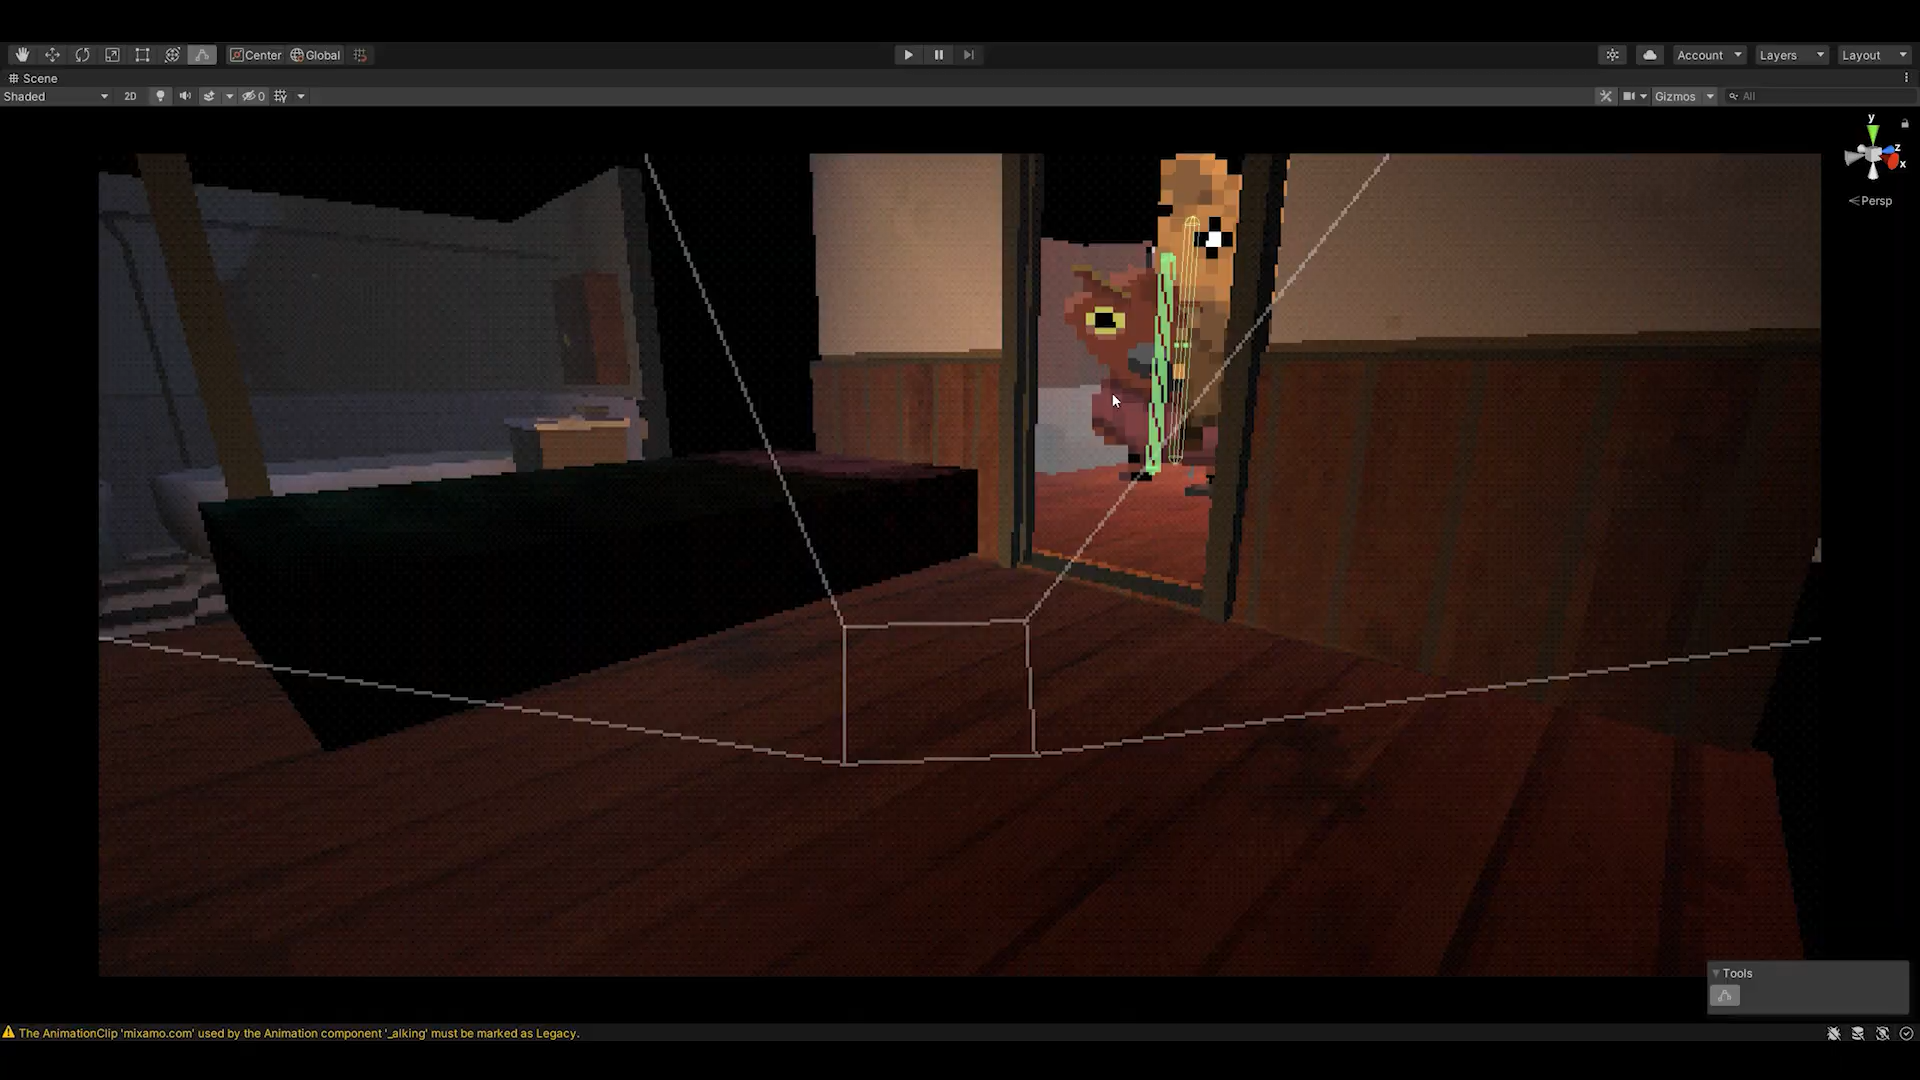 Center Global Account Layers Layout
Scene
Shaded 2D 0 Gizmos All
y
z
x
Persp
Tools
The AnimationClip 'mixamo.com' used by the Animation component '_alking' must be marked as Legacy.